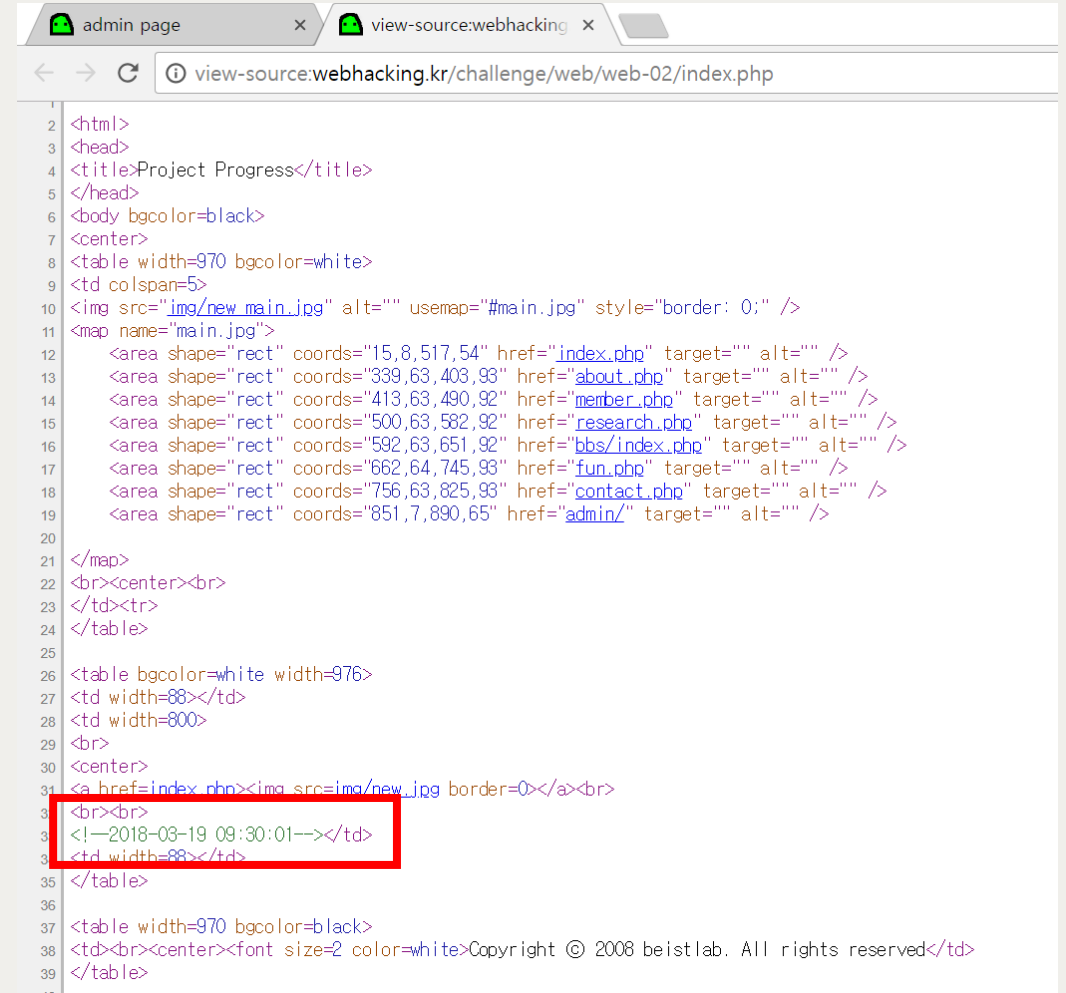 admin page × view-source:webhacking ×
view-source:webhacking.kr/challenge/web/web-02/index.php
1
2 <html>
3 <head>
4 <title>Project Progress</title>
5 </head>
6 <body bgcolor=black>
7 <center>
8 <table width=970 bgcolor=white>
9 <td colspan=5>
10 <img src="img/new_main.jpg" alt="" usemap="#main.jpg" style="border: 0;" />
11 <map name="main.jpg">
12 <area shape="rect" coords="15,8,517,54" href="index.php" target="" alt="" />
13 <area shape="rect" coords="339,63,403,93" href="about.php" target="" alt="" />
14 <area shape="rect" coords="413,63,490,92" href="member.php" target="" alt="" />
15 <area shape="rect" coords="500,63,582,92" href="research.php" target="" alt="" />
16 <area shape="rect" coords="592,63,651,92" href="bbs/index.php" target="" alt="" />
17 <area shape="rect" coords="662,64,745,93" href="fun.php" target="" alt="" />
18 <area shape="rect" coords="756,63,825,93" href="contact.php" target="" alt="" />
19 <area shape="rect" coords="851,7,890,65" href="admin/" target="" alt="" />
20
21 </map>
22 <br><center><br>
23 </td><tr>
24 </table>
25
26 <table bgcolor=white width=976>
27 <td width=88></td>
28 <td width=800>
29 <br>
30 <center>
31 <a href=index.php><img src=img/new.jpg border=0></a><br>
3 <br><br>
3 <!--2018-03-19 09:30:01--></td>
3 <td width=88></td>
35 </table>
36
37 <table width=970 bgcolor=black>
38 <td><br><center><font size=2 color=white>Copyright ⓒ 2008 beistlab. All rights reserved</td>
39 </table>